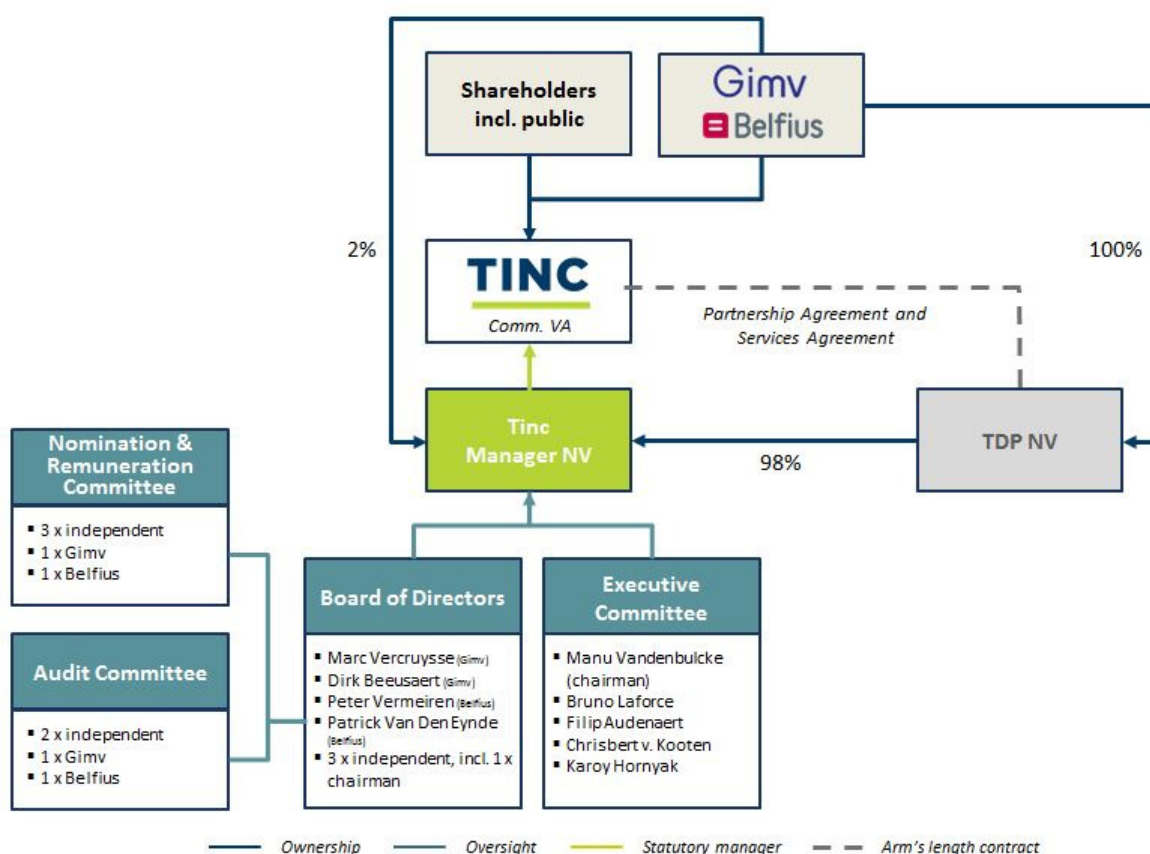 Shareholders
incl. public
Gimv
Belfius
2%
100%
TINC
Comm. VA
Partnership Agreement and
Services Agreement
Tinc
Manager NV
98%
TDP NV
Nomination &
Remuneration
Committee
▪ 3 x independent
▪ 1 x Gimv
▪ 1 x Belfius
Audit Committee
▪ 2 x independent
▪ 1 x Gimv
▪ 1 x Belfius
Board of Directors
▪ Marc Vercruysse (Gimv)
▪ Dirk Beeusaert (Gimv)
▪ Peter Vermeiren (Belfius)
▪ Patrick Van Den Eynde
(Belfius)
▪ 3 x independent, incl. 1 x
chairman
Executive
Committee
▪ Manu Vandenbulcke
(chairman)
▪ Bruno Laforce
▪ Filip Audenaert
▪ Chrisbert v. Kooten
▪ Karoy Hornyak
Ownership
Oversight
Statutory manager
Arm's length contract